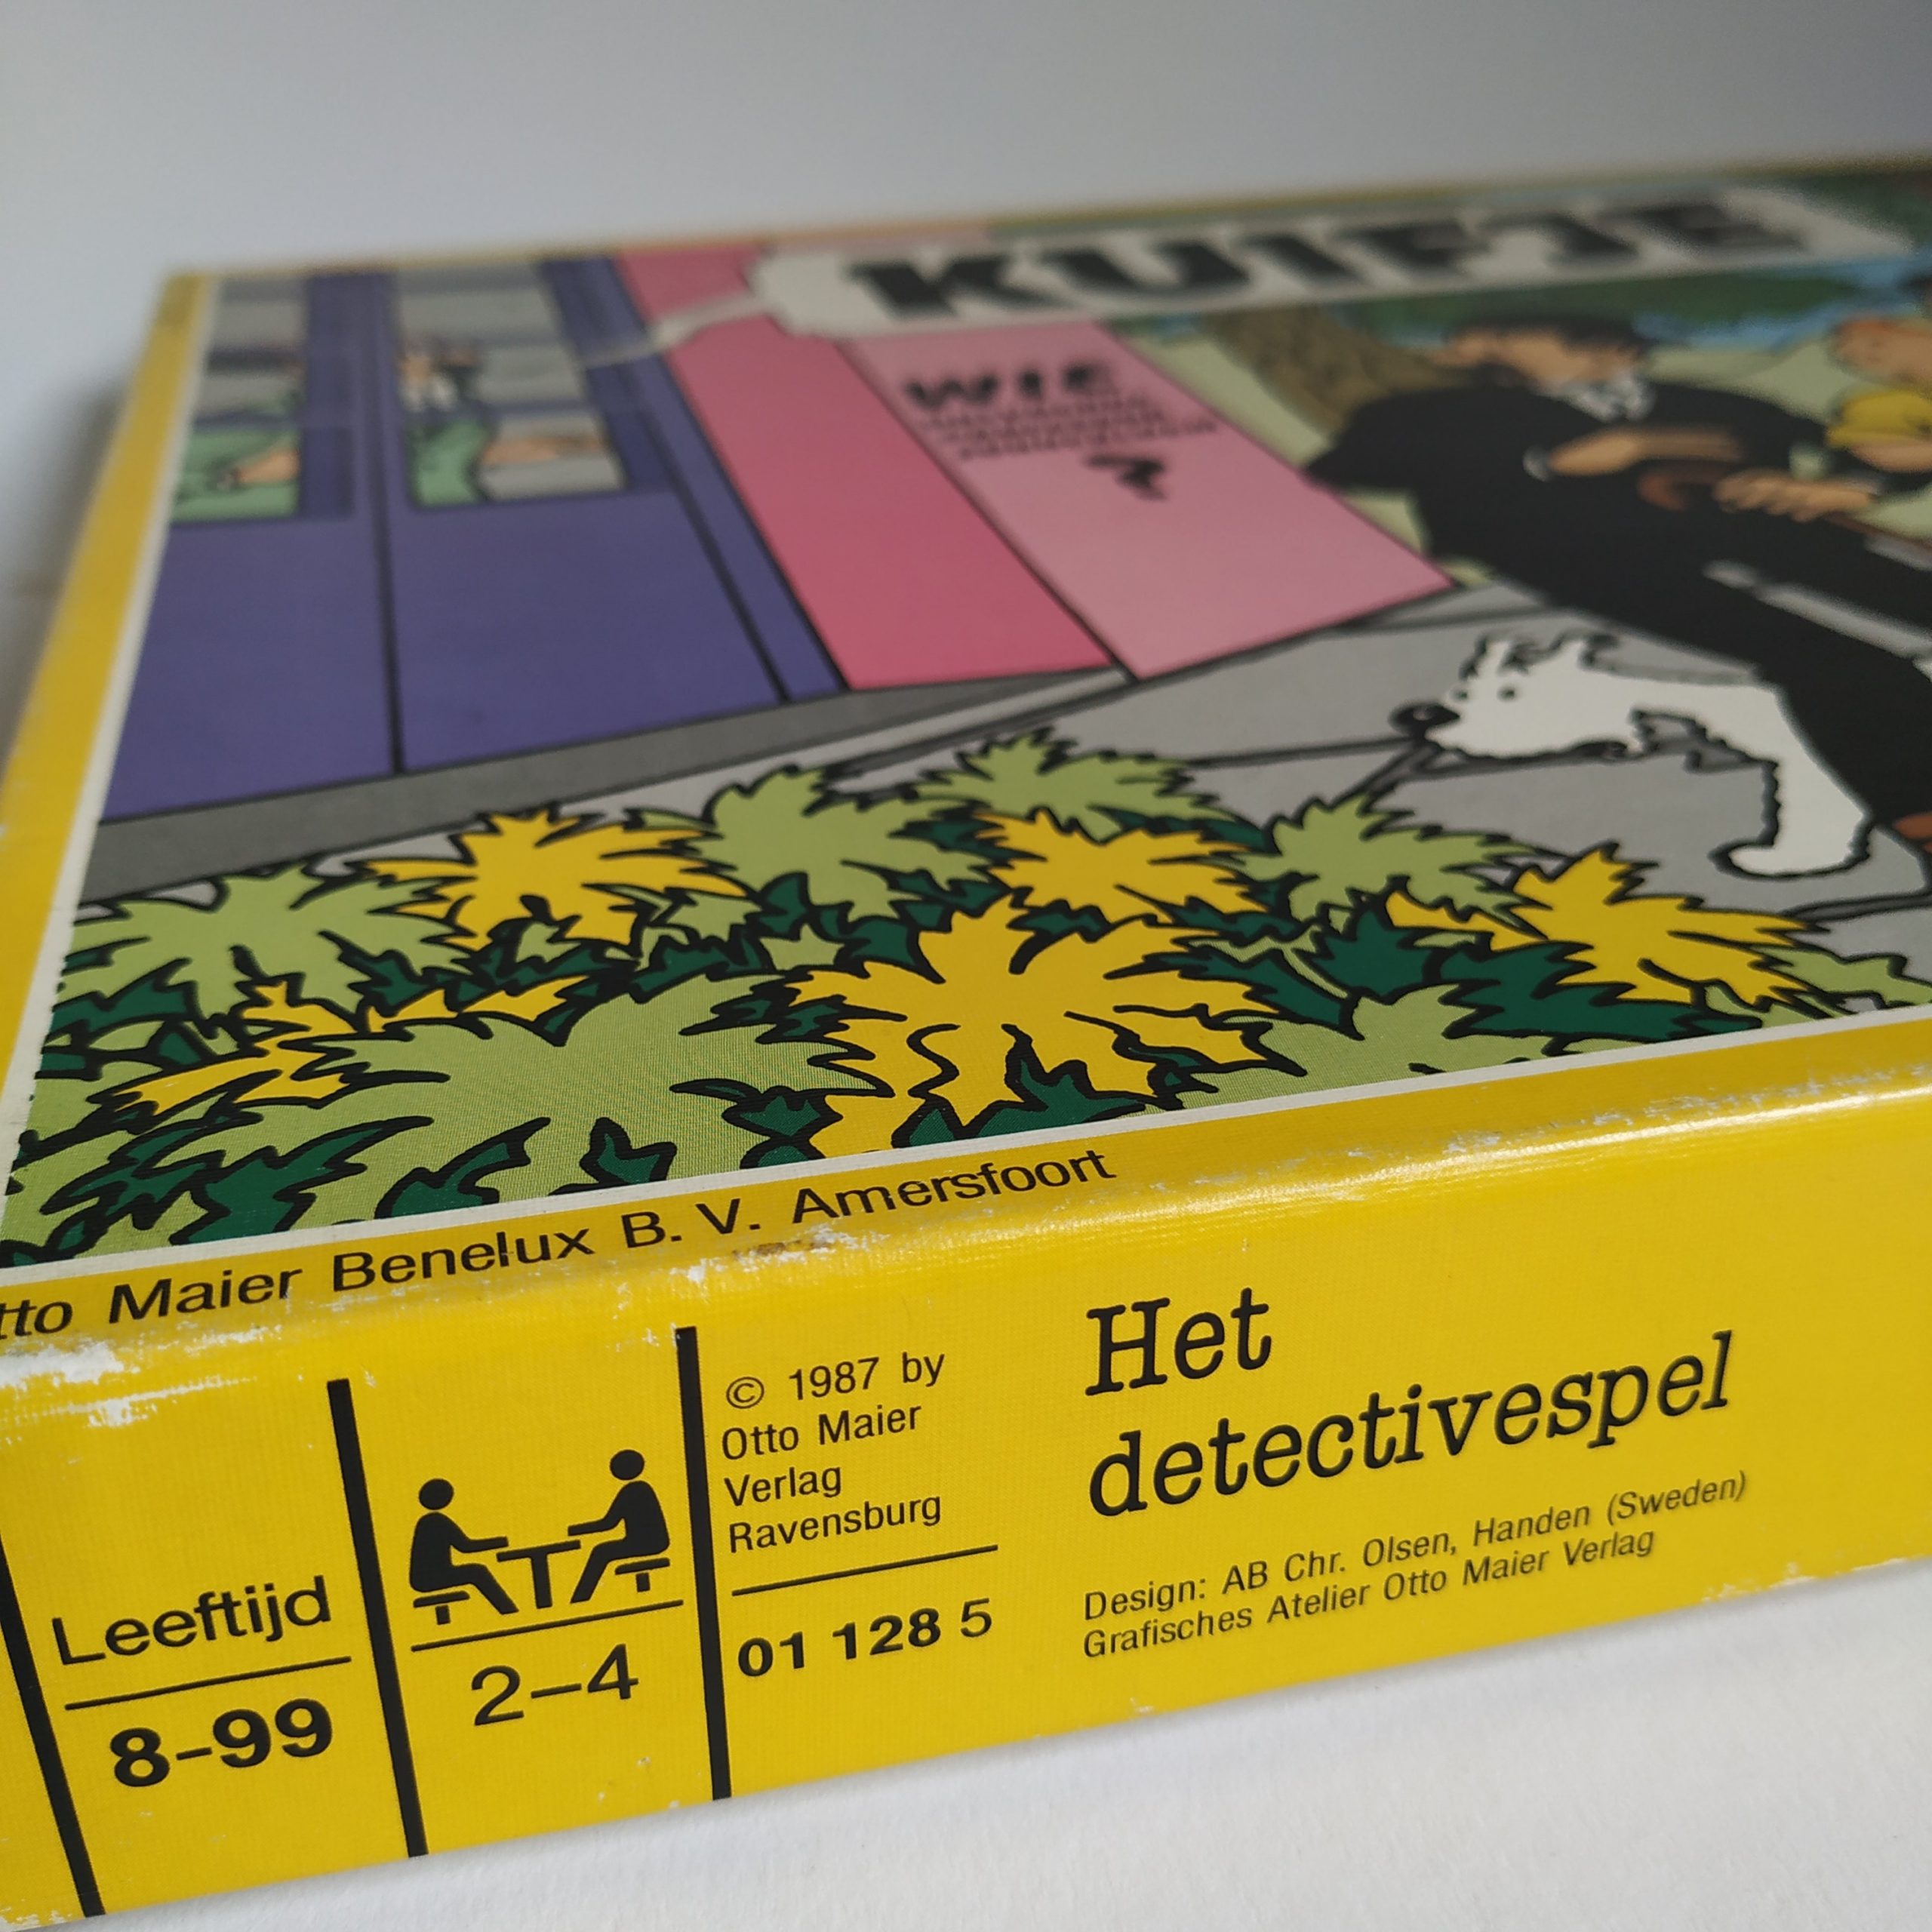 KUIFJE
WIE
?
tto Maier Benelux B. V. Amersfoort
Leeftijd
8–99
2–4
© 1987 by
Otto Maier
Verlag
Ravensburg
01 128 5
Het
detectivespel
Design: AB Chr. Olsen, Handen (Sweden)
Grafisches Atelier Otto Maier Verlag